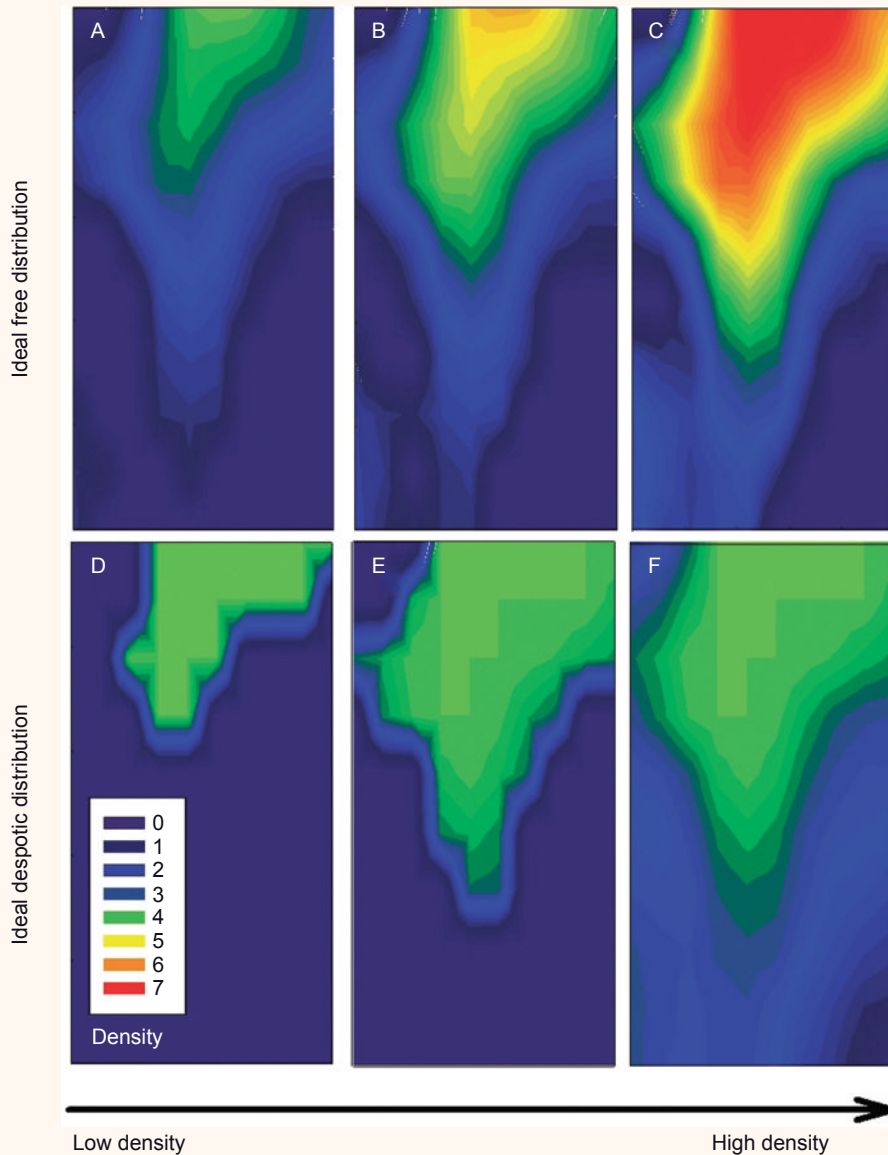 A
B
C
Ideal free distribution
D
E
F
Ideal despotic distribution
0
1
2
3
4
5
6
7
Density
Low density
High density